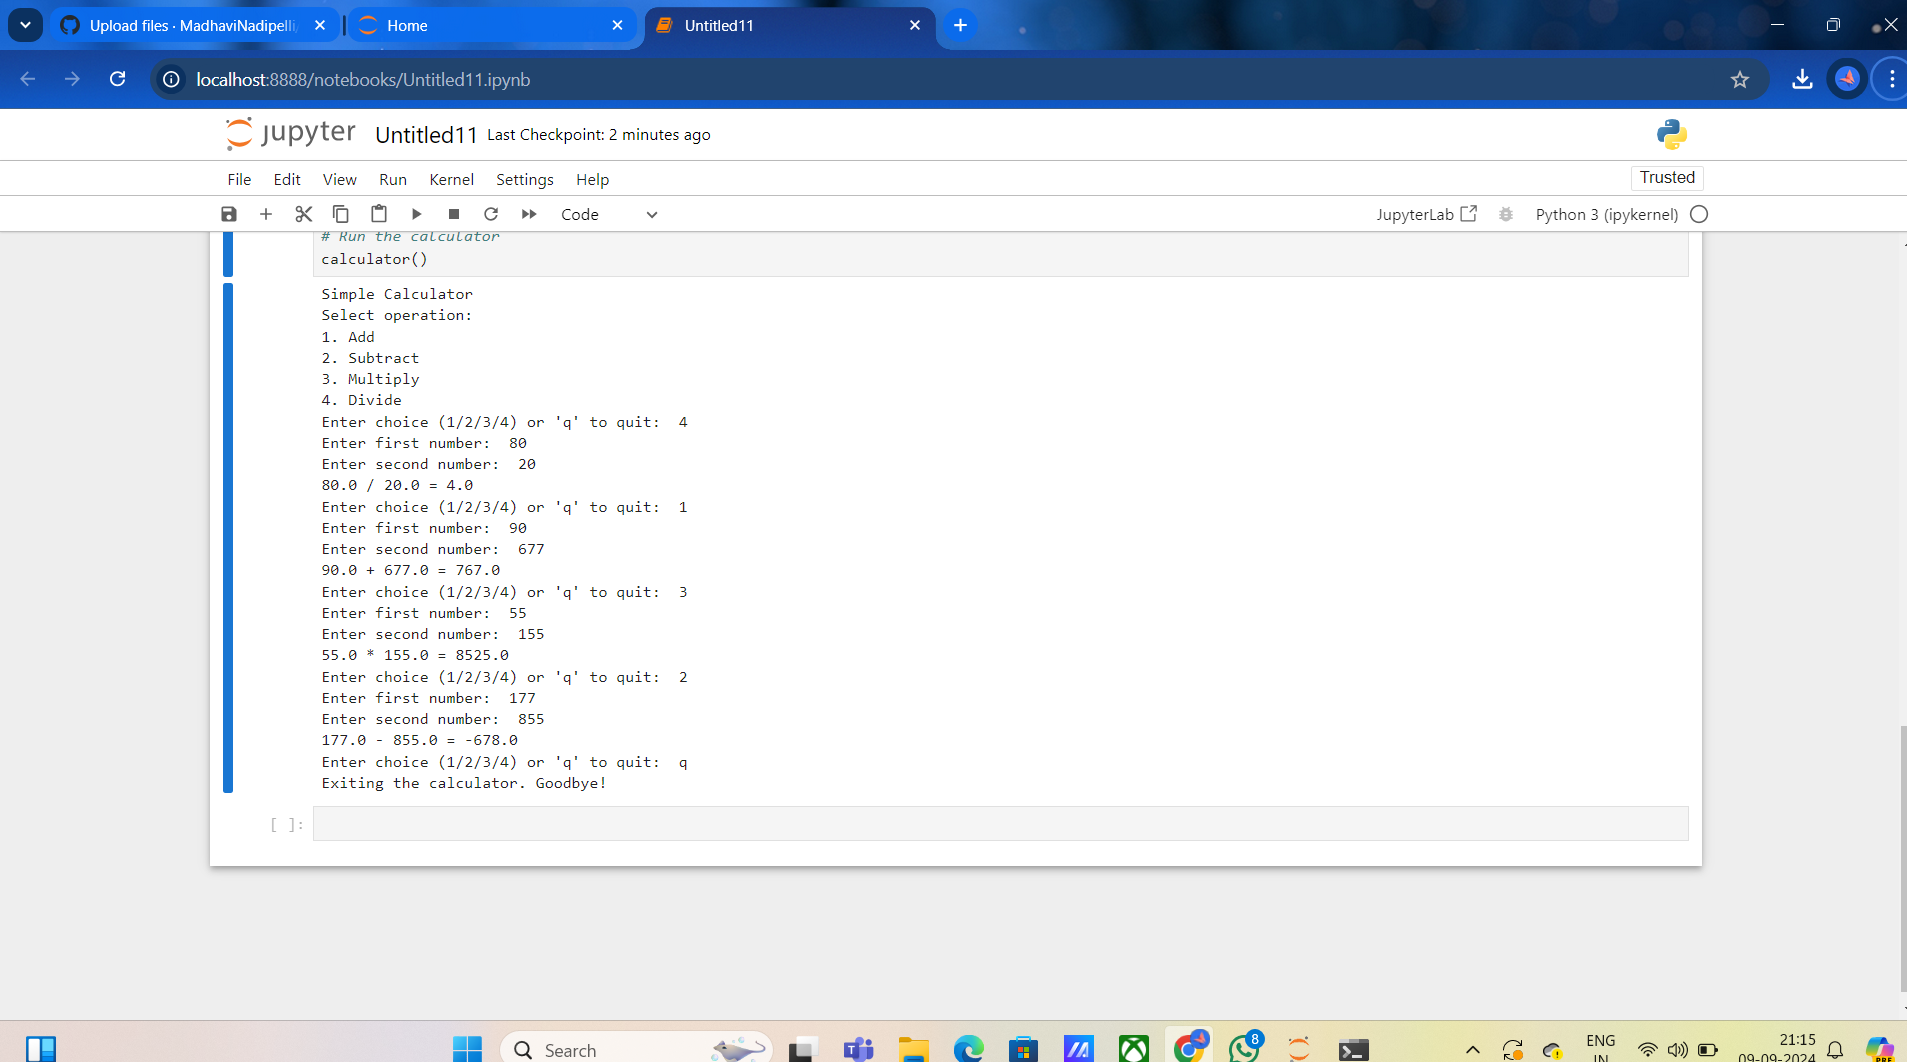 Upload files · MadhaviNadipelli
Home
Untitled11
localhost:8888/notebooks/Untitled11.ipynb
jupyter Untitled11 Last Checkpoint: 2 minutes ago
File Edit View Run Kernel Settings Help
Trusted
Code
JupyterLab
Python 3 (ipykernel)
# Run the calculator
calculator()
Simple Calculator
Select operation:
1. Add
2. Subtract
3. Multiply
4. Divide
Enter choice (1/2/3/4) or 'q' to quit:  4
Enter first number:  80
Enter second number:  20
80.0 / 20.0 = 4.0
Enter choice (1/2/3/4) or 'q' to quit:  1
Enter first number:  90
Enter second number:  677
90.0 + 677.0 = 767.0
Enter choice (1/2/3/4) or 'q' to quit:  3
Enter first number:  55
Enter second number:  155
55.0 * 155.0 = 8525.0
Enter choice (1/2/3/4) or 'q' to quit:  2
Enter first number:  177
Enter second number:  855
177.0 - 855.0 = -678.0
Enter choice (1/2/3/4) or 'q' to quit:  q
Exiting the calculator. Goodbye!
[ ]:
Search
8
ENG
IN
21:15
09-09-2024
PRE